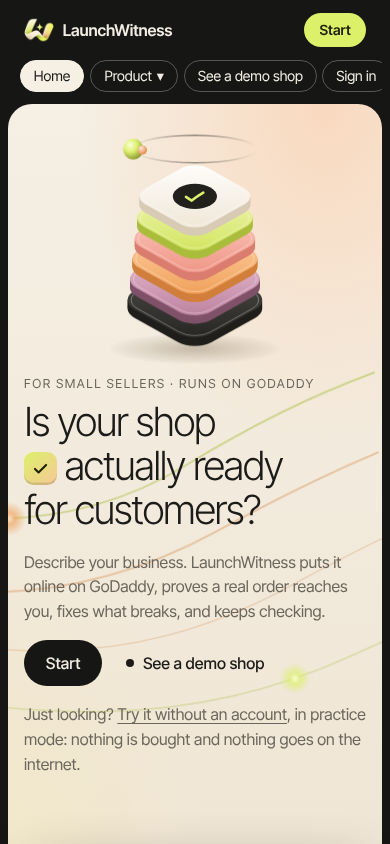 LaunchWitness
Start
Home
Product ▾
See a demo shop
Sign in
FOR SMALL SELLERS · RUNS ON GODADDY
Is your shop
actually ready
for customers?
Describe your business. LaunchWitness puts it
online on GoDaddy, proves a real order reaches
you, fixes what breaks, and keeps checking.
Start
See a demo shop
Just looking? Try it without an account, in practice
mode: nothing is bought and nothing goes on the
internet.